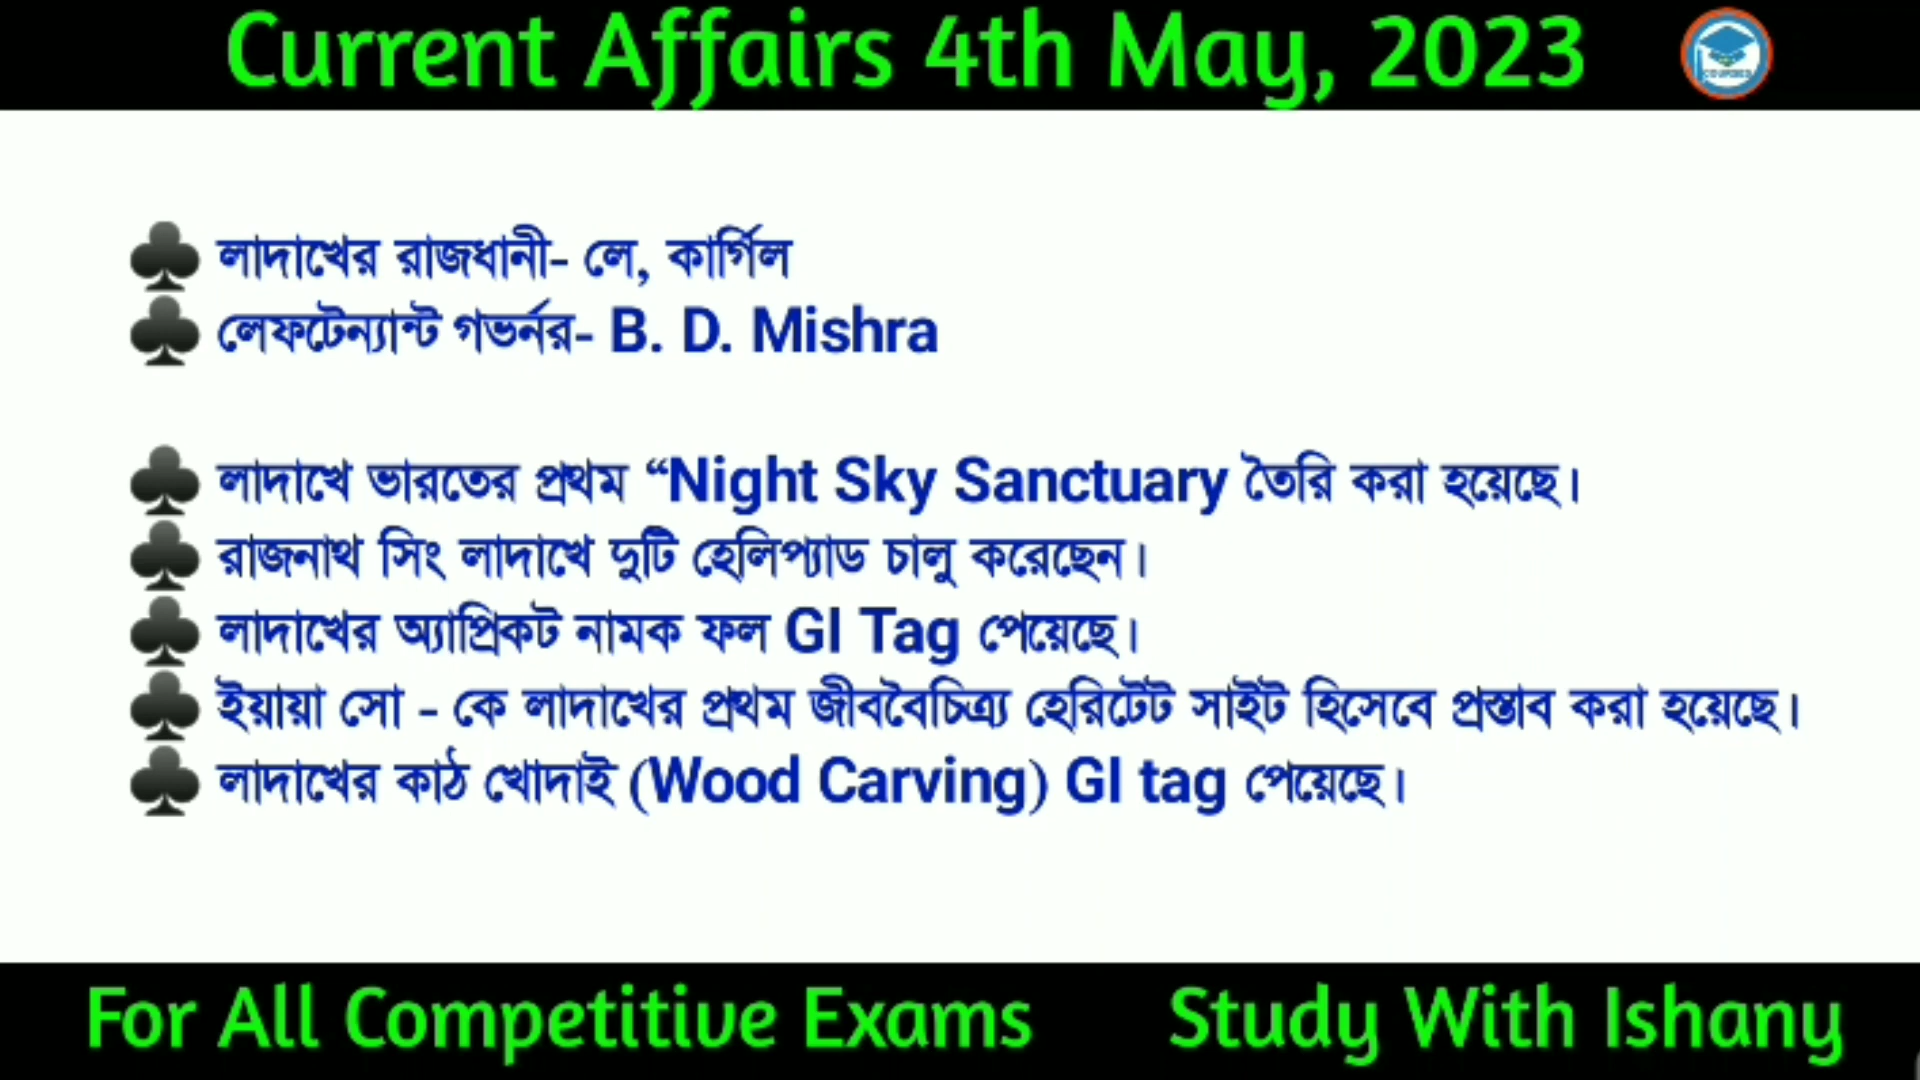 Current Affairs 4th May, 2023
♣ লাদাখের রাজধানী- লে, কার্গিল
♣ লেফটেন্যান্ট গভর্নর- B. D. Mishra
♣ লাদাখে ভারতের প্রথম “Night Sky Sanctuary তৈরি করা হয়েছে।
♣ রাজনাথ সিং লাদাখে দুটি হেলিপ্যাড চালু করেছেন।
♣ লাদাখের অ্যাপ্রিকট নামক ফল GI Tag পেয়েছে।
♣ ইয়ায়া সো - কে লাদাখের প্রথম জীববৈচিত্র্য হেরিটেট সাইট হিসেবে প্রস্তাব করা হয়েছে।
♣ লাদাখের কাঠ খোদাই (Wood Carving) GI tag পেয়েছে।
For All Competitive Exams Study With Ishany